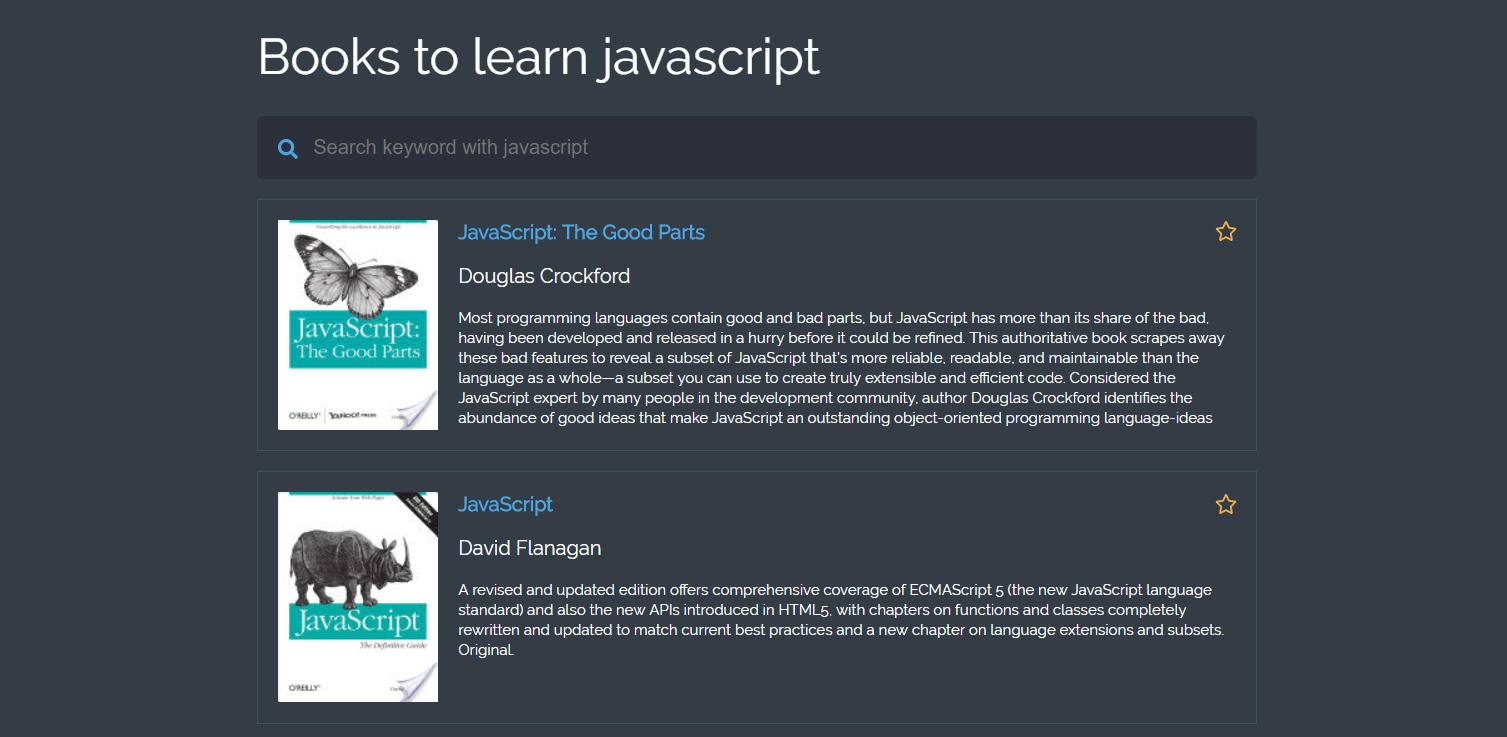 Books to learn javascript
Search keyword with javascript
JavaScript: The Good Parts
Douglas Crockford
Most programming languages contain good and bad parts, but JavaScript has more than its share of the bad,
having been developed and released in a hurry before it could be refined. This authoritative book scrapes away
these bad features to reveal a subset of JavaScript that's more reliable, readable, and maintainable than the
language as a whole—a subset you can use to create truly extensible and efficient code. Considered the
JavaScript expert by many people in the development community, author Douglas Crockford identifies the
abundance of good ideas that make JavaScript an outstanding object-oriented programming language-ideas
JavaScript:
The Good Parts
O'REILLY' YAHOO! PRESS
JavaScript
David Flanagan
A revised and updated edition offers comprehensive coverage of ECMAScript 5 (the new JavaScript language
standard) and also the new APIs introduced in HTML5, with chapters on functions and classes completely
rewritten and updated to match current best practices and a new chapter on language extensions and subsets.
Original.
Activate Your Web Pages
JavaScript
The Definitive Guide
O'REILLY'